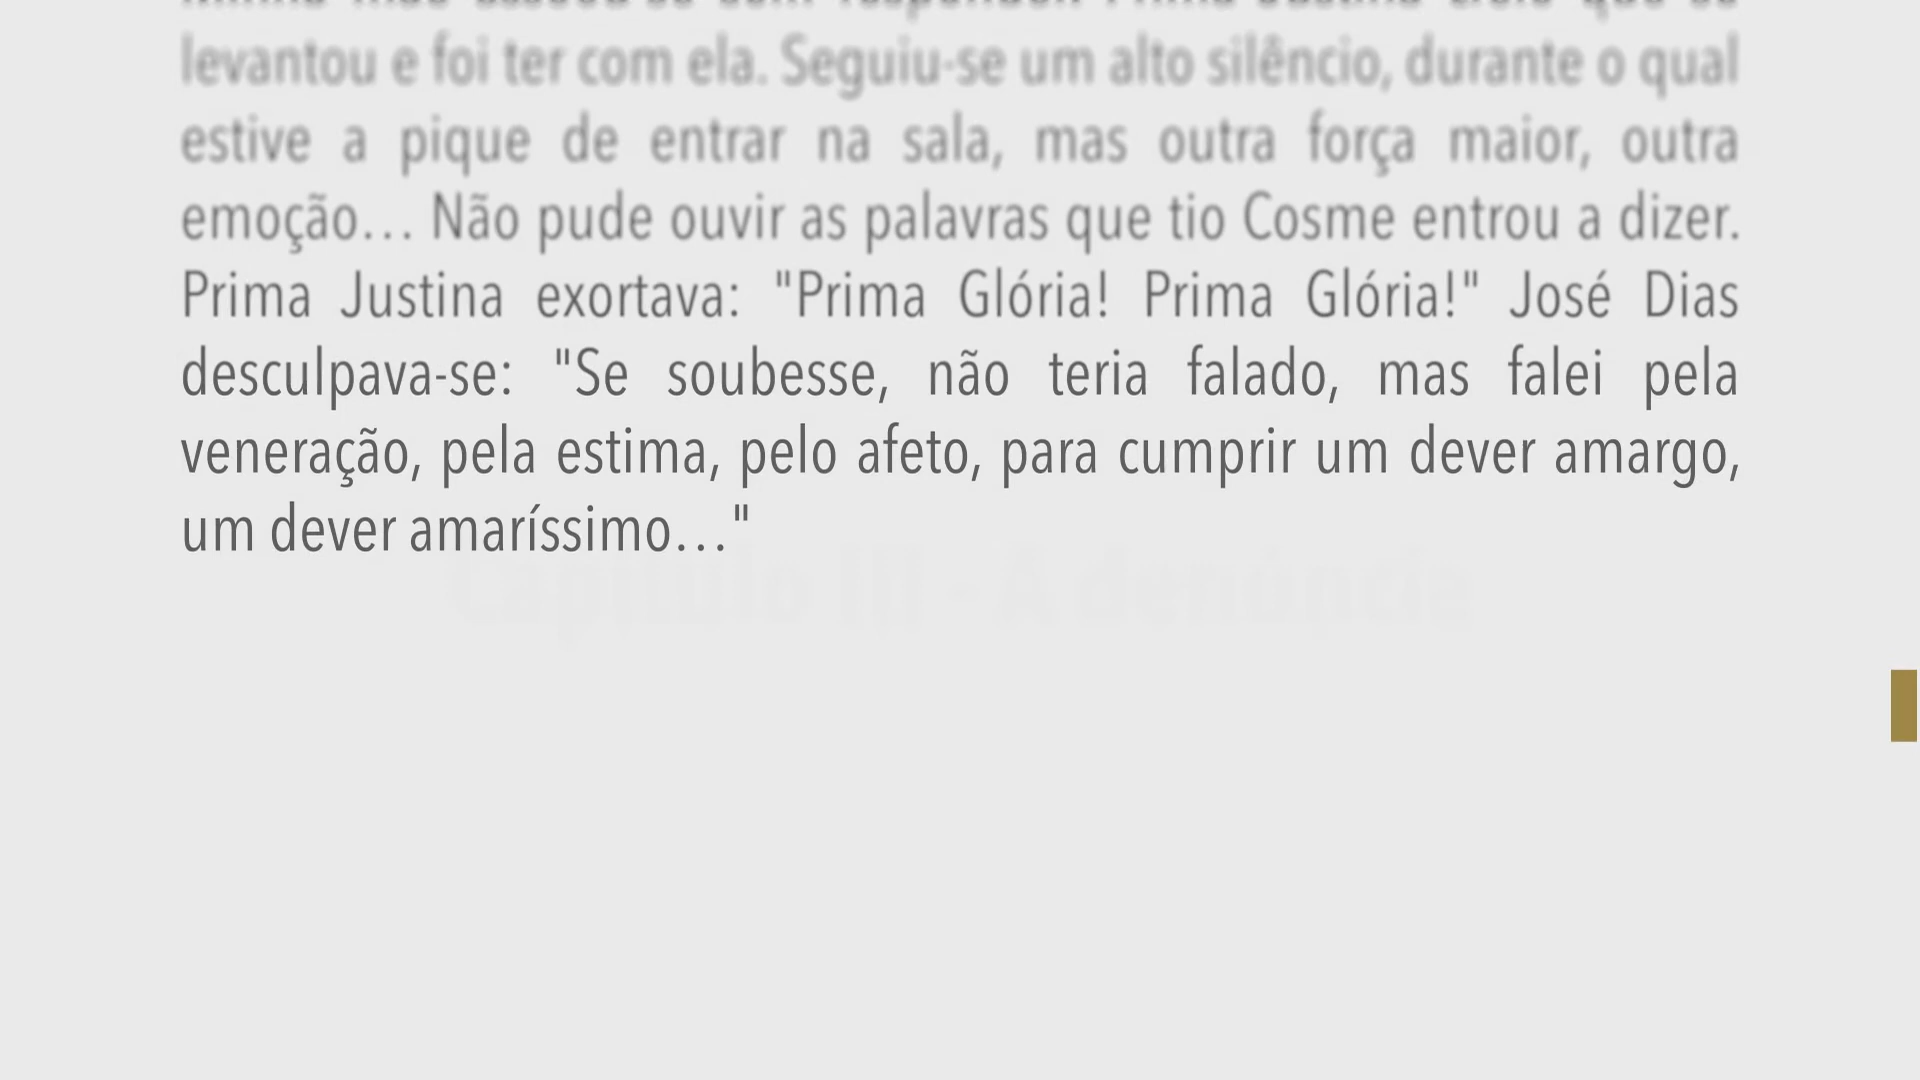 levantou e foi ter com ela. Seguiu-se um alto silêncio, durante o qual
estive a pique de entrar na sala, mas outra força maior, outra
emoção… Não pude ouvir as palavras que tio Cosme entrou a dizer.
Prima Justina exortava: "Prima Glória! Prima Glória!" José Dias
desculpava-se: "Se soubesse, não teria falado, mas falei pela
veneração, pela estima, pelo afeto, para cumprir um dever amargo,
um dever amaríssimo…"
Capítulo III - A denúncia